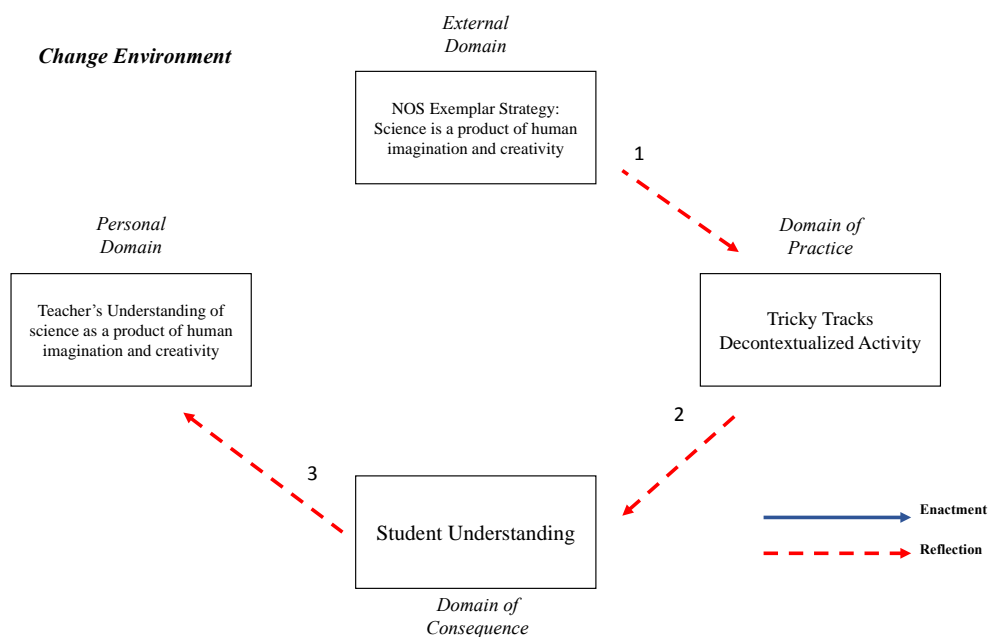 External
Domain
Change Environment
NOS Exemplar Strategy:
Science is a product of human
imagination and creativity
1
Personal
Domain
Domain of
Practice
Teacher’s Understanding of
science as a product of human
imagination and creativity
Tricky Tracks
Decontextualized Activity
2
3
Student Understanding
Enactment
Reflection
Domain of
Consequence